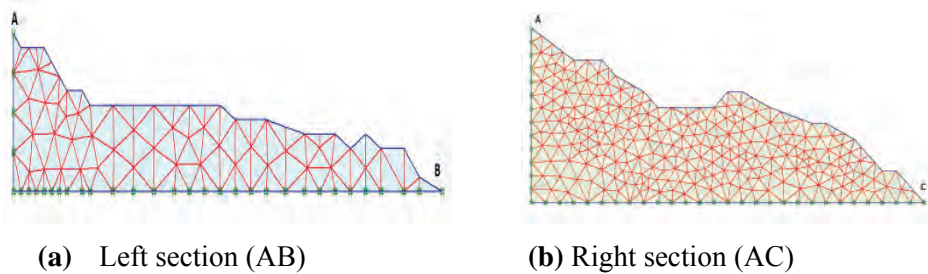 A
B
A
C
(a) Left section (AB)
(b) Right section (AC)